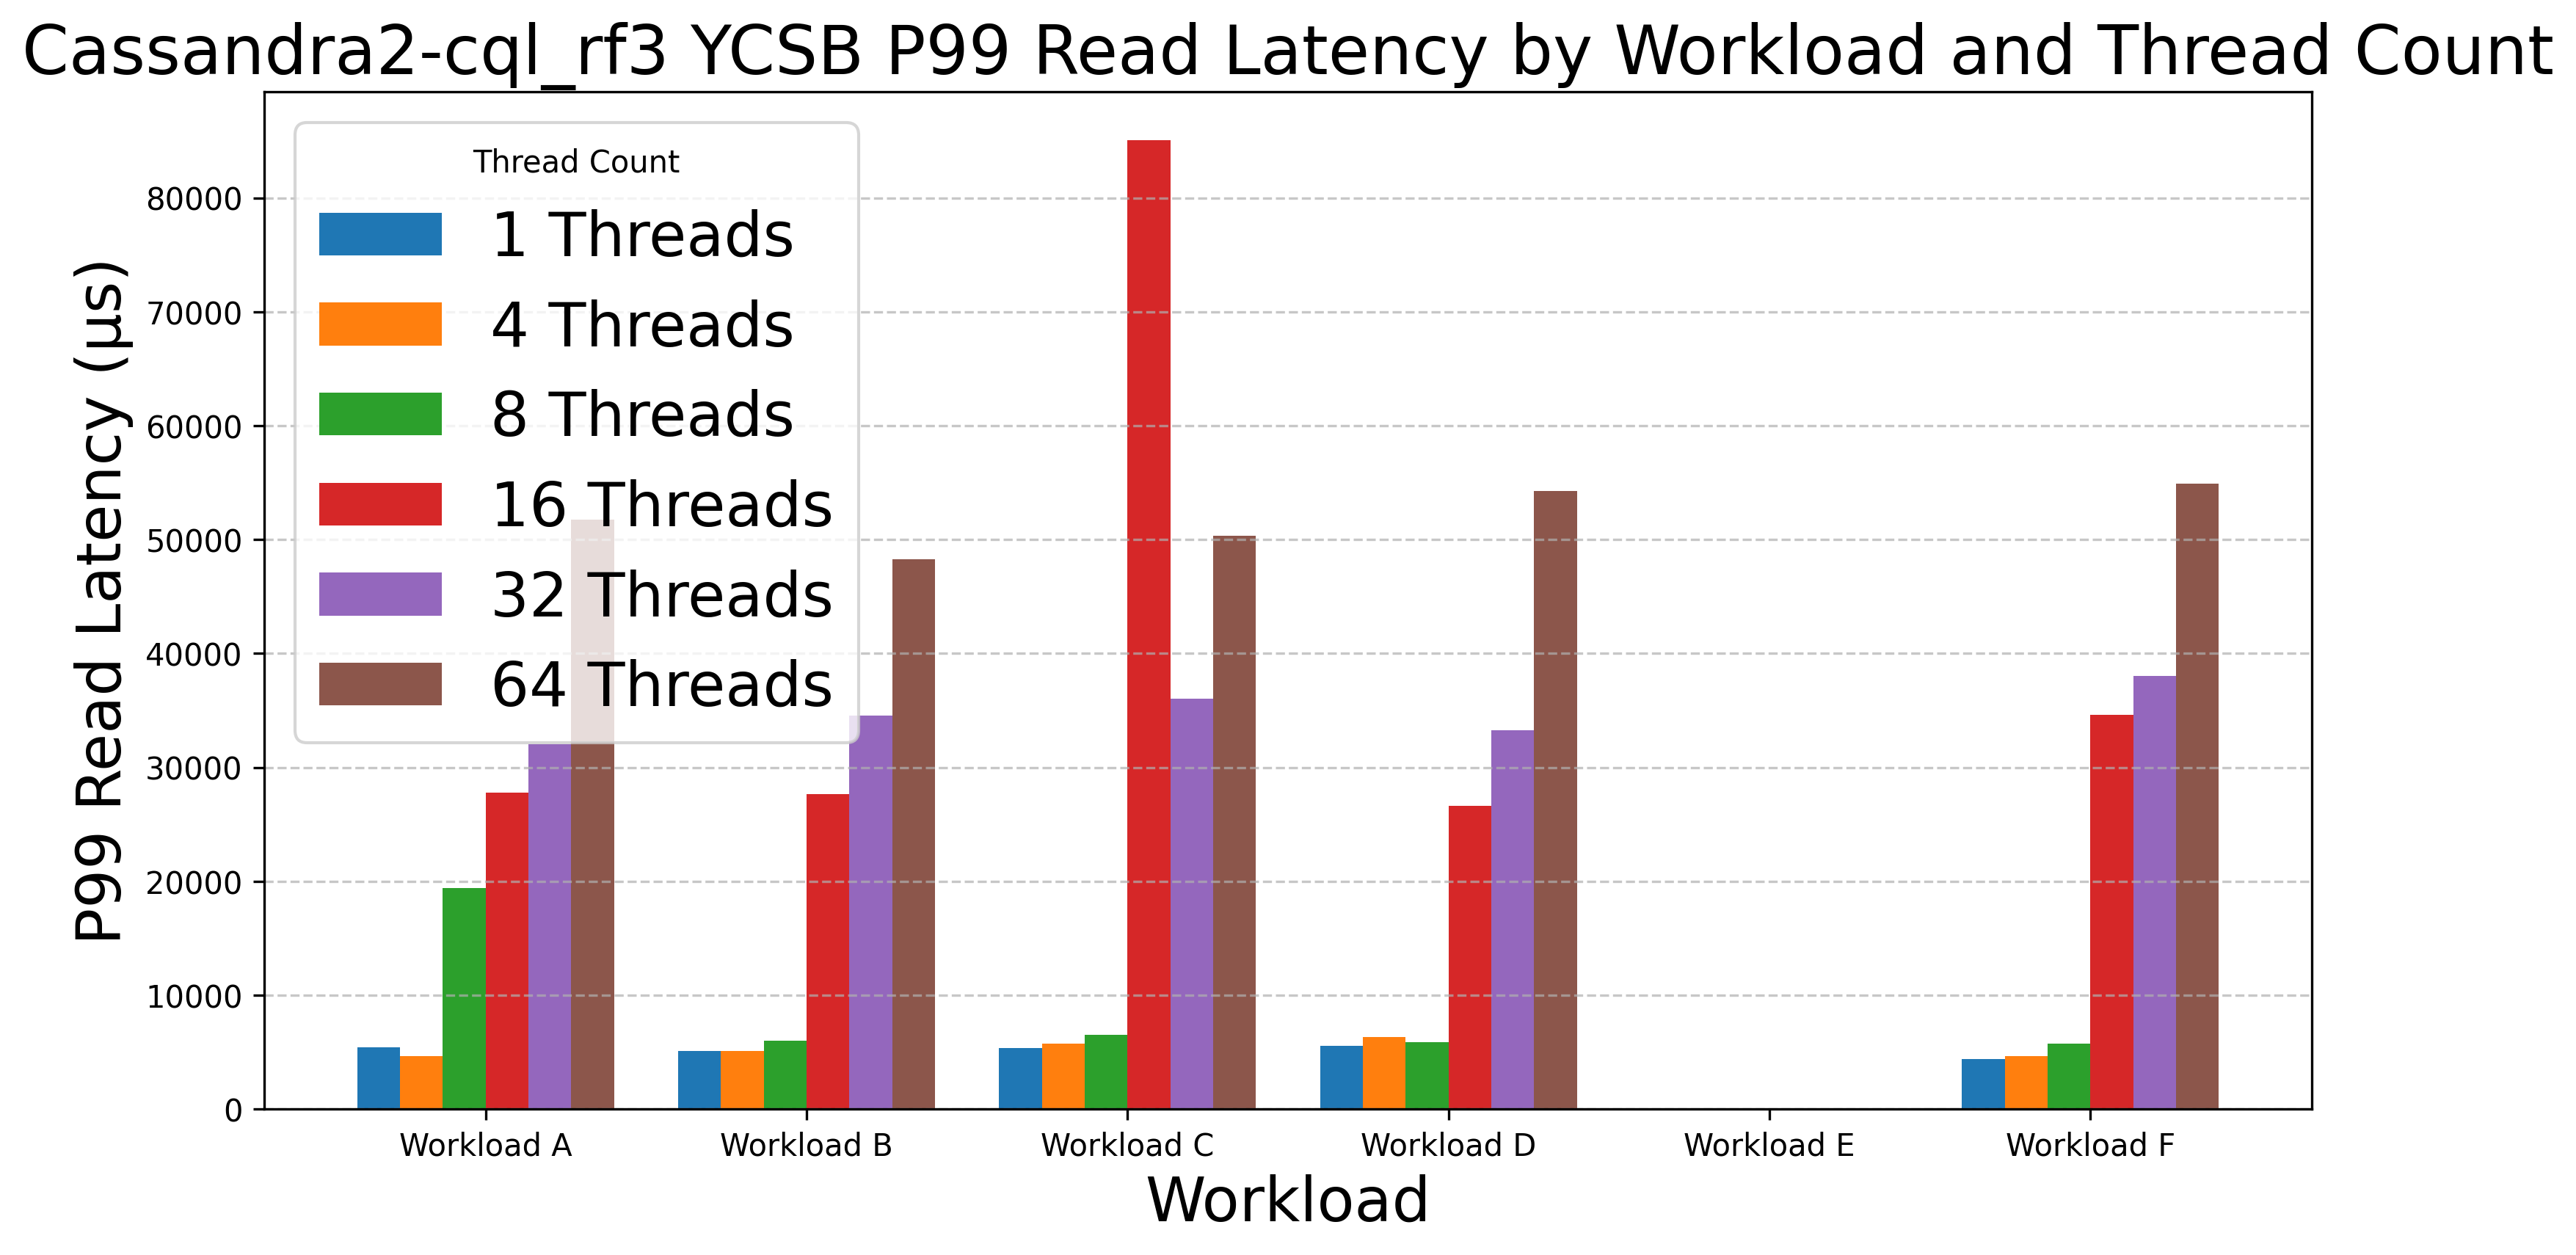 Cassandra2-cql_rf3 YCSB P99 Read Latency by Workload and Thread Count
P99 Read Latency (µs)
80000
70000
60000
50000
40000
30000
20000
10000
0
Thread Count
1 Threads
4 Threads
8 Threads
16 Threads
32 Threads
64 Threads
Workload A
Workload B
Workload C
Workload D
Workload E
Workload F
Workload